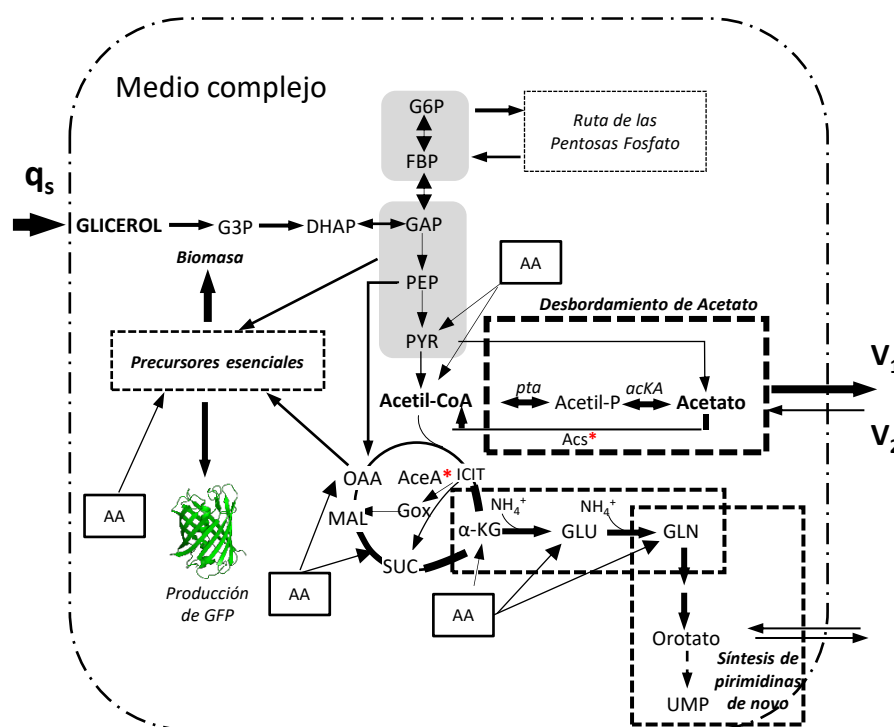 Medio complejo
G6P
Ruta de las
Pentosas Fosfato
FBP
qs
GLICEROL
G3P
DHAP
GAP
Biomasa
AA
PEP
Desbordamiento de Acetato
Precursores esenciales
PYR
V1
pta
acKA
Acetil-CoA
Acetil-P
Acetato
Acs*
V2
OAA
AceA*
ICIT
AA
MAL
Gox
NH4+
NH4+
α-KG
GLU
GLN
SUC
Producción
de GFP
AA
AA
Orotato
Síntesis de
pirimidinas
de novo
UMP